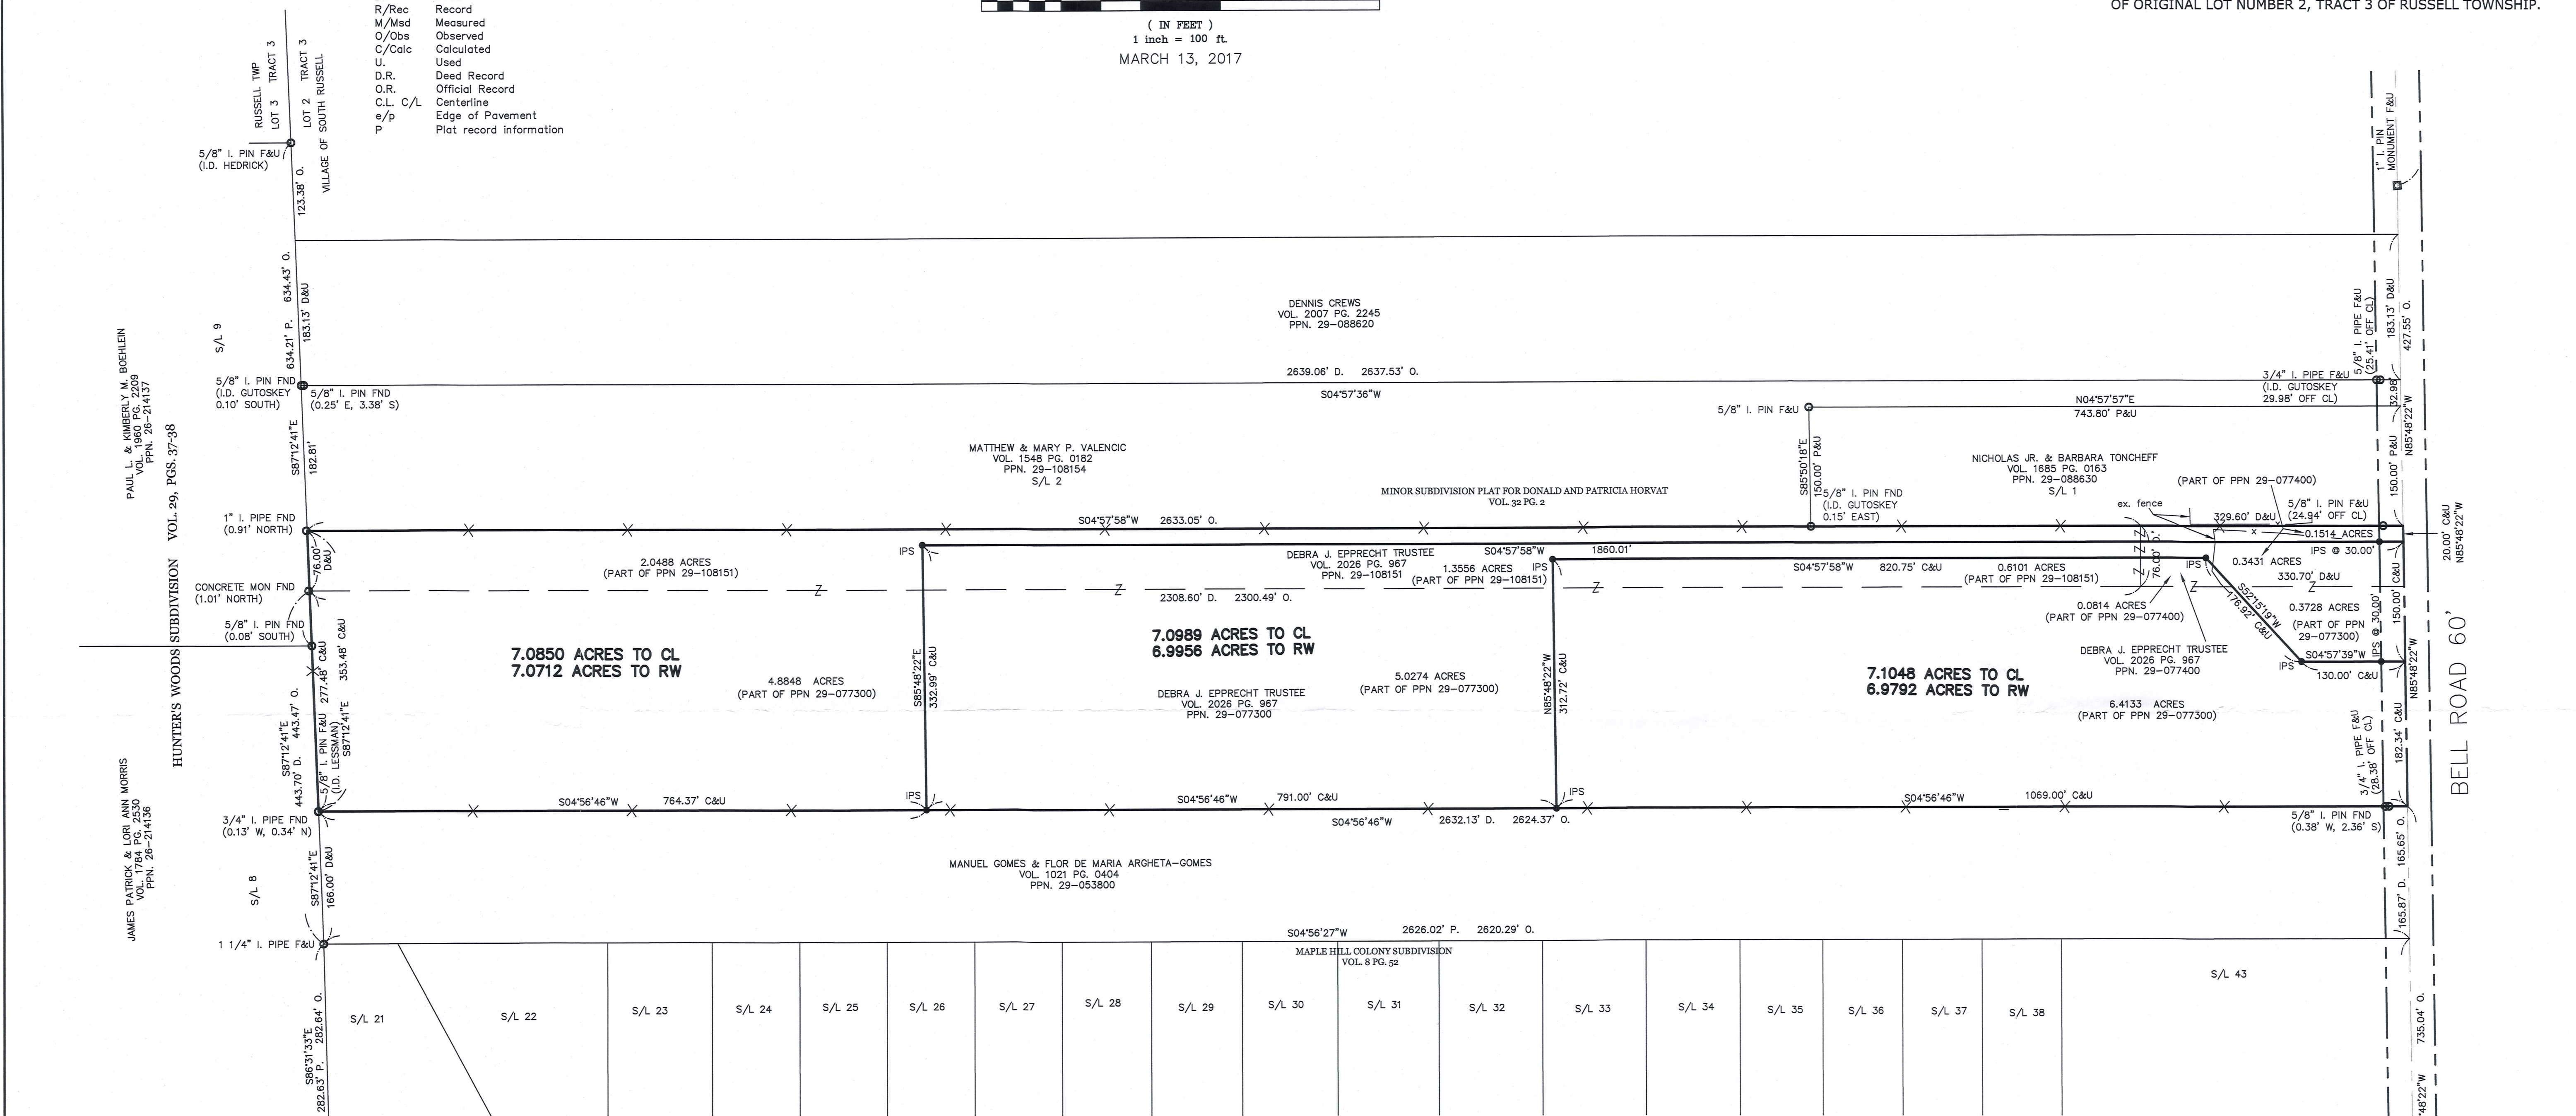 R/Rec Record
M/Msd Measured
O/Obs Observed
C/Calc Calculated
U. Used
D.R. Deed Record
O.R. Official Record
C.L. C/L Centerline
e/p Edge of Pavement
P Plat record information
( IN FEET )
1 inch = 100 ft.
MARCH 13, 2017
OF ORIGINAL LOT NUMBER 2, TRACT 3 OF RUSSELL TOWNSHIP.
RUSSELL TWP
LOT 3 TRACT 3
LOT 2 TRACT 3
VILLAGE OF SOUTH RUSSELL
5/8" I. PIN F&U
(I.D. HEDRICK)
123.38' O.
634.21' P. 634.43' O.
183.13' D&U
S/L 9
PAUL L. & KIMBERLY M. BOEHLEIN
VOL. 1960 PG. 2209
PPN. 26-214137
HUNTER'S WOODS SUBDIVISION VOL. 29, PGS. 37-38
5/8" I. PIN FND
(I.D. GUTOSKEY
0.10' SOUTH)
5/8" I. PIN FND
(0.25' E, 3.38' S)
S87°12'41"E
182.81'
1" I. PIPE FND
(0.91' NORTH)
76.00'
D&U
CONCRETE MON FND
(1.01' NORTH)
5/8" I. PIN FND
(0.08' SOUTH)
277.48' C&U
353.48' C&U
S87°12'41"E
5/8" I. PIN F&U
(I.D. LESSMAN)
S87°12'41"E
443.70' D. 443.47' O.
3/4" I. PIPE FND
(0.13' W, 0.34' N)
JAMES PATRICK & LORI ANN MORRIS
VOL. 1784 PG. 2530
PPN. 26-214136
S/L 8
S87°12'41"E
166.00' D&U
1 1/4" I. PIPE F&U
S86°31'33"E
282.63' P. 282.64' O.
DENNIS CREWS
VOL. 2007 PG. 2245
PPN. 29-088620
2639.06' D. 2637.53' O.
S04°57'36"W
MATTHEW & MARY P. VALENCIC
VOL. 1548 PG. 0182
PPN. 29-108154
S/L 2
MINOR SUBDIVISION PLAT FOR DONALD AND PATRICIA HORVAT
VOL. 32 PG. 2
5/8" I. PIN F&U
S85°50'18"E
150.00' P&U
5/8" I. PIN FND
(I.D. GUTOSKEY
0.15' EAST)
N04°57'57"E
743.80' P&U
NICHOLAS JR. & BARBARA TONCHEFF
VOL. 1685 PG. 0163
PPN. 29-088630
S/L 1
(PART OF PPN 29-077400)
3/4" I. PIPE F&U
(I.D. GUTOSKEY
29.98' OFF CL)
5/8" I. PIPE F&U
(25.41' OFF CL)
1" I. PIN
MONUMENT F&U
183.13' D&U
427.55' O.
32.98'
N85°48'22"W
150.00' P&U
ex. fence
329.60' D&U
5/8" I. PIN F&U
(24.94' OFF CL)
0.1514 ACRES
IPS @ 30.00'
20.00' C&U
N85°48'22"W
S04°57'58"W 2633.05' O.
IPS
2.0488 ACRES
(PART OF PPN 29-108151)
DEBRA J. EPPRECHT TRUSTEE
VOL. 2026 PG. 967
PPN. 29-108151
S04°57'58"W 1860.01'
1.3556 ACRES
(PART OF PPN 29-108151)
IPS
S04°57'58"W 820.75' C&U
0.6101 ACRES
(PART OF PPN 29-108151)
76.00' D.
IPS
0.3431 ACRES
330.70' D&U
2308.60' D. 2300.49' O.
0.0814 ACRES
(PART OF PPN 29-077400)
S52°15'19"W
176.92' C&U
0.3728 ACRES
(PART OF PPN
29-077300)
IPS @ 30.00'
150.00' C&U
DEBRA J. EPPRECHT TRUSTEE
VOL. 2026 PG. 967
PPN. 29-077400
S04°57'39"W
IPS
130.00' C&U
N85°48'22"W
BELL ROAD 60'
7.0850 ACRES TO CL
7.0712 ACRES TO RW
4.8848 ACRES
(PART OF PPN 29-077300)
S85°48'22"E
332.99' C&U
7.0989 ACRES TO CL
6.9956 ACRES TO RW
DEBRA J. EPPRECHT TRUSTEE
VOL. 2026 PG. 967
PPN. 29-077300
5.0274 ACRES
(PART OF PPN 29-077300)
N85°48'22"W
312.72' C&U
7.1048 ACRES TO CL
6.9792 ACRES TO RW
6.4133 ACRES
(PART OF PPN 29-077300)
3/4" I. PIPE F&U
(28.38' OFF CL)
182.34' C&U
S04°56'46"W 764.37' C&U
IPS
S04°56'46"W 791.00' C&U
IPS
S04°56'46"W 1069.00' C&U
S04°56'46"W 2632.13' D. 2624.37' O.
5/8" I. PIN FND
(0.38' W, 2.36' S)
165.87' D. 165.65' O.
MANUEL GOMES & FLOR DE MARIA ARGHETA-GOMES
VOL. 1021 PG. 0404
PPN. 29-053800
S04°56'27"W 2626.02' P. 2620.29' O.
MAPLE HILL COLONY SUBDIVISION
VOL. 8 PG. 52
S/L 21
S/L 22
S/L 23
S/L 24
S/L 25
S/L 26
S/L 27
S/L 28
S/L 29
S/L 30
S/L 31
S/L 32
S/L 33
S/L 34
S/L 35
S/L 36
S/L 37
S/L 38
S/L 43
735.04' O.
48'22"W